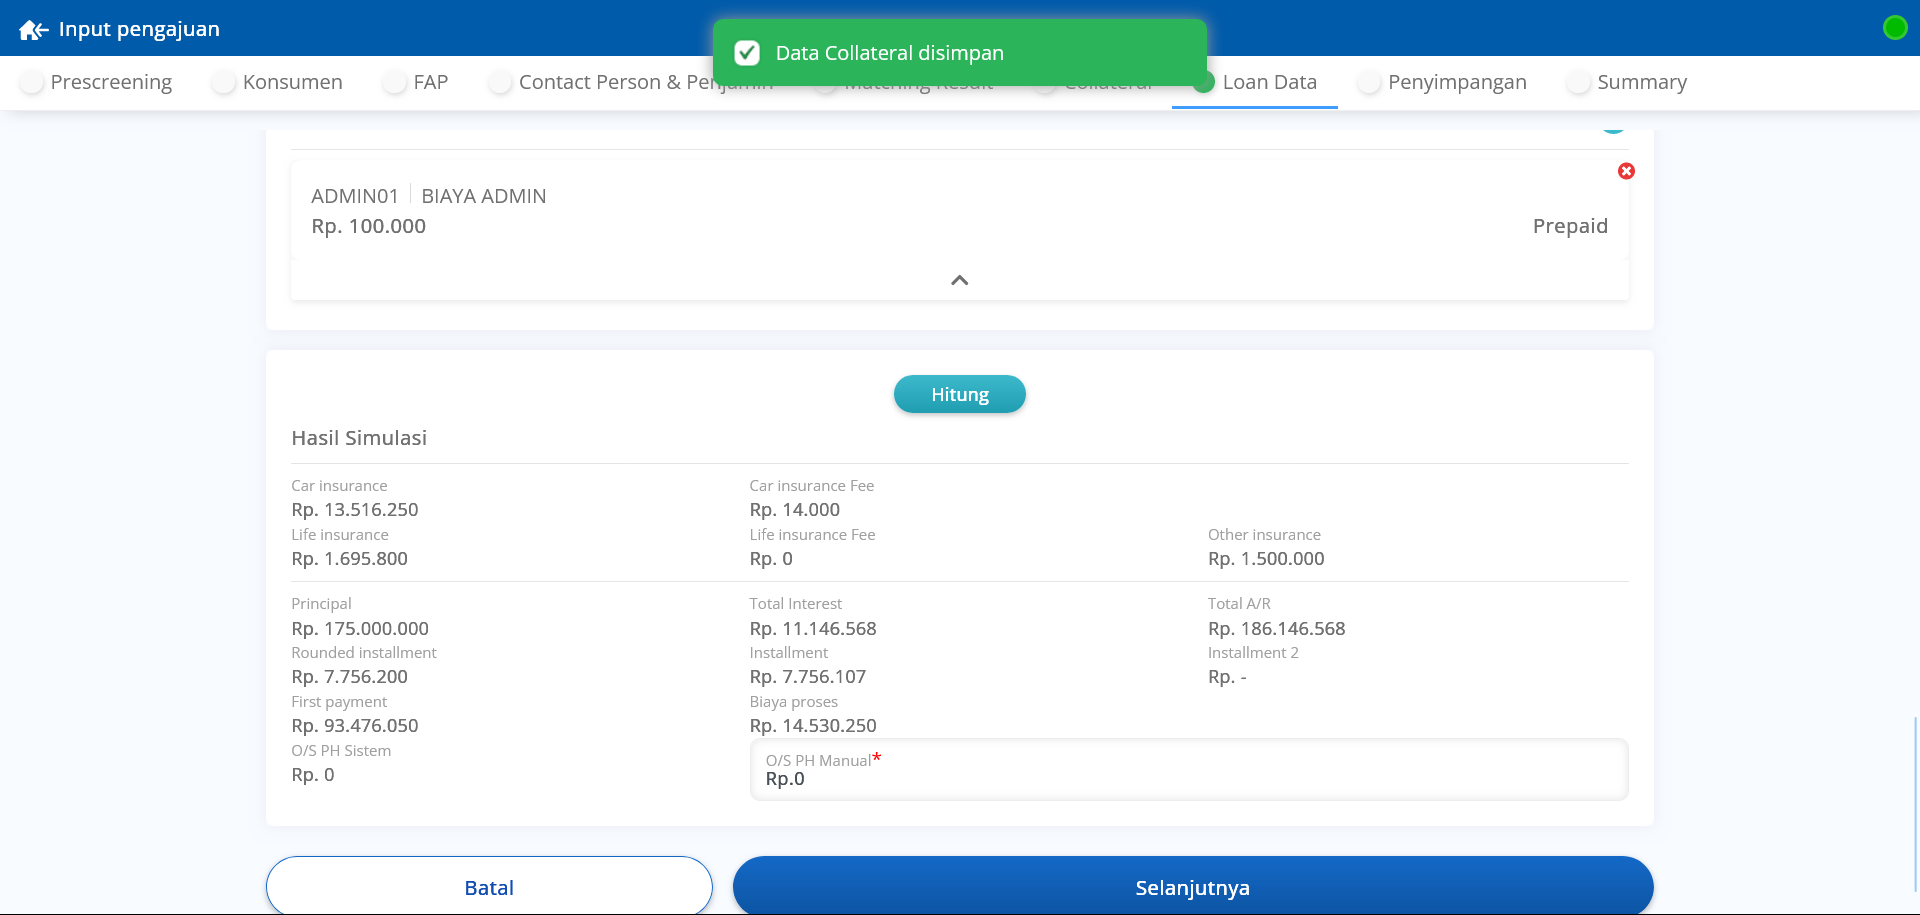 Input pengajuan
Data Collateral disimpan
Prescreening
Konsumen
FAP
Contact Person & Penjamin
Matching Result
Collateral
Loan Data
Penyimpangan
Summary
ADMIN01 BIAYA ADMIN
Rp. 100.000
Prepaid
Hitung
Hasil Simulasi
Car insurance
Rp. 13.516.250
Car insurance Fee
Rp. 14.000
Life insurance
Rp. 1.695.800
Life insurance Fee
Rp. 0
Other insurance
Rp. 1.500.000
Principal
Rp. 175.000.000
Total Interest
Rp. 11.146.568
Total A/R
Rp. 186.146.568
Rounded installment
Rp. 7.756.200
Installment
Rp. 7.756.107
Installment 2
Rp. -
First payment
Rp. 93.476.050
Biaya proses
Rp. 14.530.250
O/S PH Sistem
Rp. 0
O/S PH Manual*
Rp.0
Batal
Selanjutnya